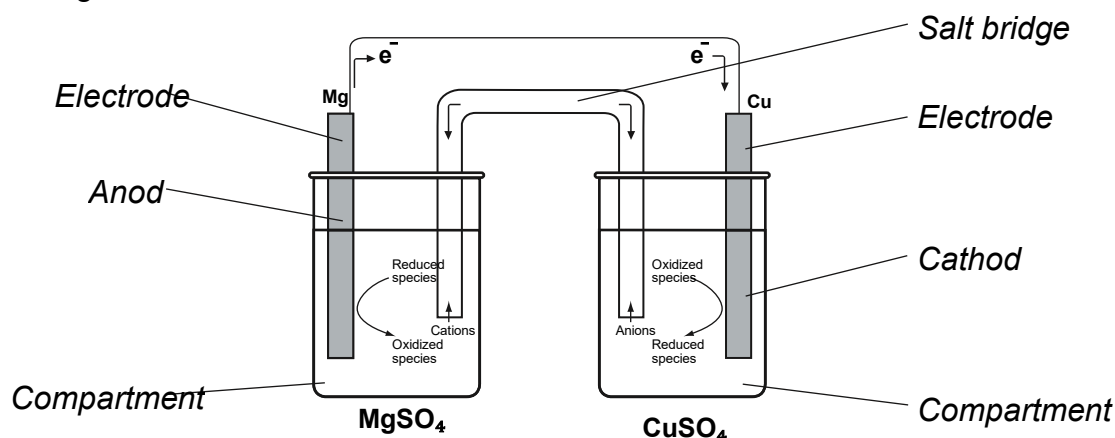 Salt bridge
e⁻
e⁻
Electrode
Mg
Cu
Electrode
Anod
Reduced
species
Oxidized
species
Cathod
Cations
Anions
Oxidized
species
Reduced
species
Compartment
Compartment
MgSO₄
CuSO₄